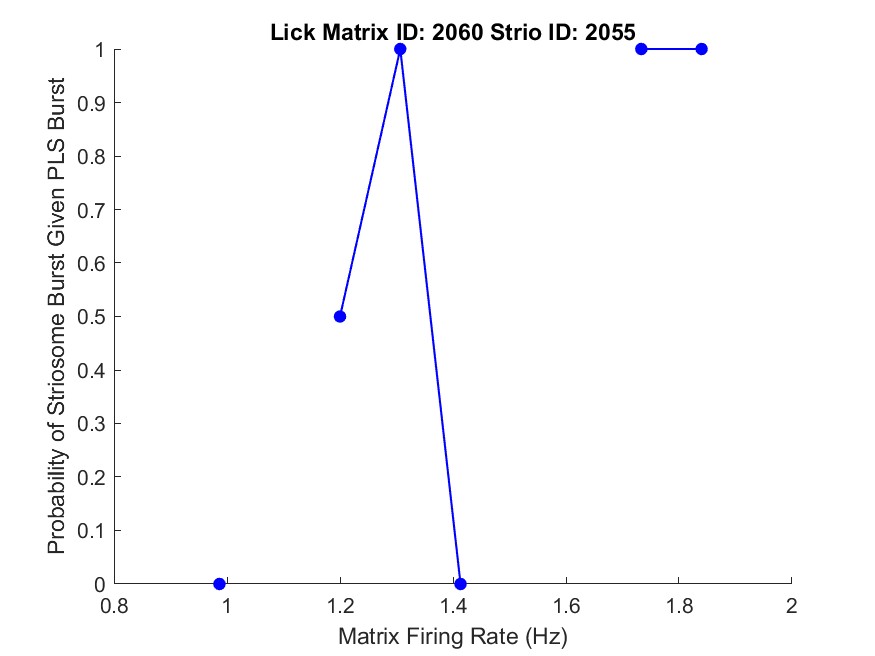 Lick Matrix ID: 2060 Strio ID: 2055
Probability of Striosome Burst Given PLS Burst
1
0.9
0.8
0.7
0.6
0.5
0.4
0.3
0.2
0.1
0
0.8 1 1.2 1.4 1.6 1.8 2
Matrix Firing Rate (Hz)